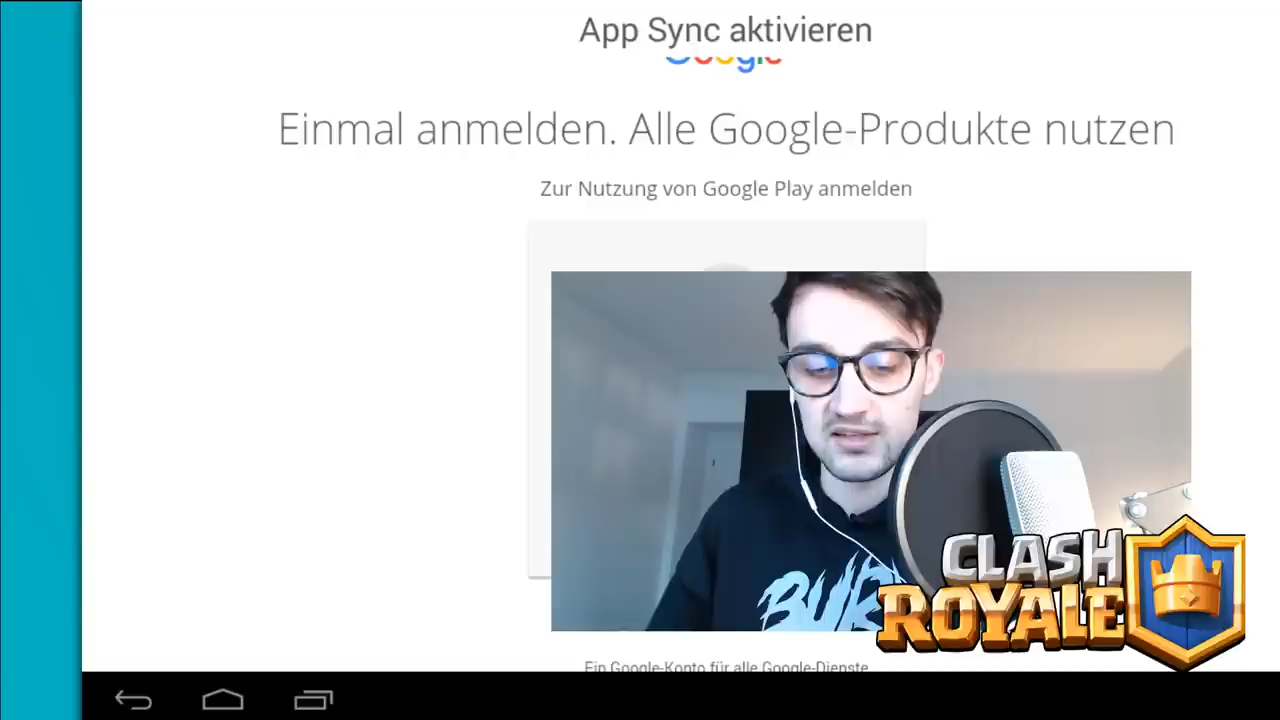 App Sync aktivieren
Google
Einmal anmelden. Alle Google-Produkte nutzen
Zur Nutzung von Google Play anmelden
CLASH
ROYALE
Ein Google-Konto für alle Google-Dienste